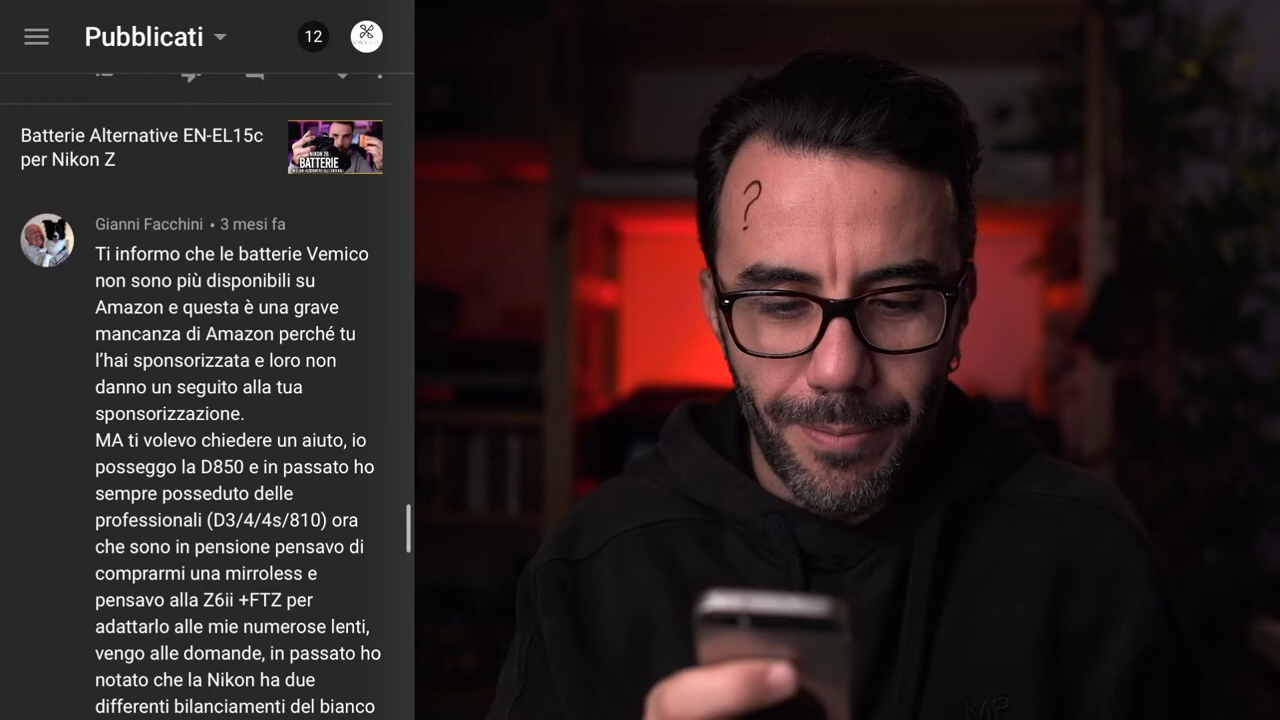 Pubblicati
12
Batterie Alternative EN-EL15c
per Nikon Z
BATTERIE
Gianni Facchini • 3 mesi fa
Ti informo che le batterie Vemico
non sono più disponibili su
Amazon e questa è una grave
mancanza di Amazon perché tu
l’hai sponsorizzata e loro non
danno un seguito alla tua
sponsorizzazione.
MA ti volevo chiedere un aiuto, io
posseggo la D850 e in passato ho
sempre posseduto delle
professionali (D3/4/4s/810) ora
che sono in pensione pensavo di
comprarmi una mirroless e
pensavo alla Z6ii +FTZ per
adattarlo alle mie numerose lenti,
vengo alle domande, in passato ho
notato che la Nikon ha due
differenti bilanciamenti del bianco
?